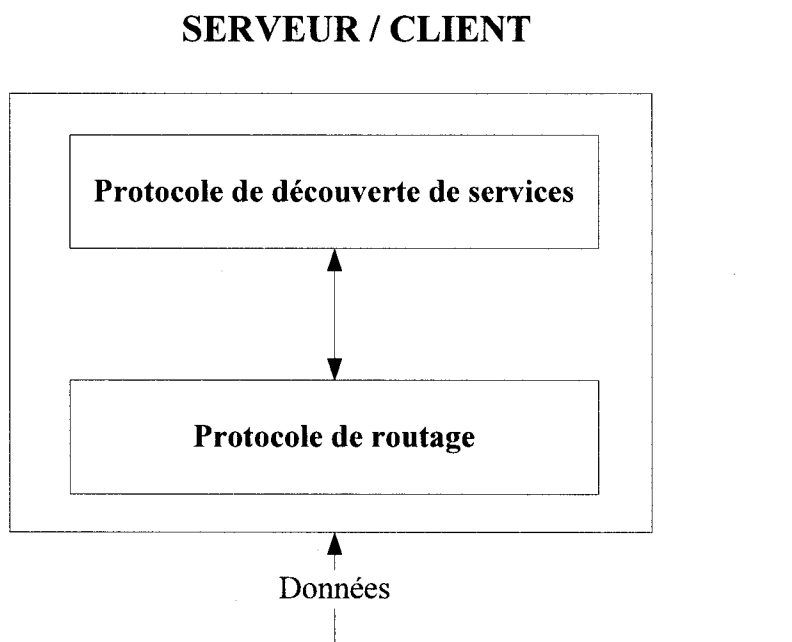 SERVEUR / CLIENT
Protocole de découverte de services
Protocole de routage
Données